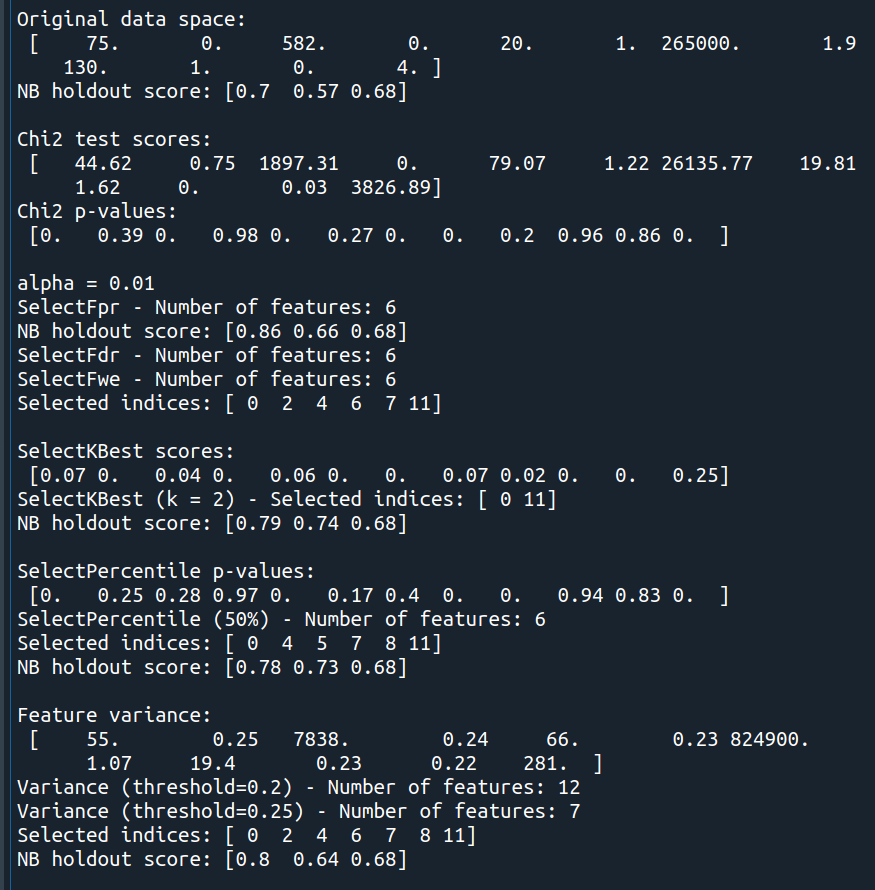 Original data space:
[ 75. 0. 582. 0. 20. 1. 265000. 1.9
130. 1. 0. 4. ]
NB holdout score: [0.7 0.57 0.68]
Chi2 test scores:
[ 44.62 0.75 1897.31 0. 79.07 1.22 26135.77 19.81
1.62 0. 0.03 3826.89]
Chi2 p-values:
[0. 0.39 0. 0.98 0. 0.27 0. 0. 0.2 0.96 0.86 0. ]
alpha = 0.01
SelectFpr - Number of features: 6
NB holdout score: [0.86 0.66 0.68]
SelectFdr - Number of features: 6
SelectFwe - Number of features: 6
Selected indices: [ 0 2 4 6 7 11]
SelectKBest scores:
[0.07 0. 0.04 0. 0.06 0. 0. 0.07 0.02 0. 0. 0.25]
SelectKBest (k = 2) - Selected indices: [ 0 11]
NB holdout score: [0.79 0.74 0.68]
SelectPercentile p-values:
[0. 0.25 0.28 0.97 0. 0.17 0.4 0. 0. 0.94 0.83 0. ]
SelectPercentile (50%) - Number of features: 6
Selected indices: [ 0 4 5 7 8 11]
NB holdout score: [0.78 0.73 0.68]
Feature variance:
[ 55. 0.25 7838. 0.24 66. 0.23 824900.
1.07 19.4 0.23 0.22 281. ]
Variance (threshold=0.2) - Number of features: 12
Variance (threshold=0.25) - Number of features: 7
Selected indices: [ 0 2 4 6 7 8 11]
NB holdout score: [0.8 0.64 0.68]